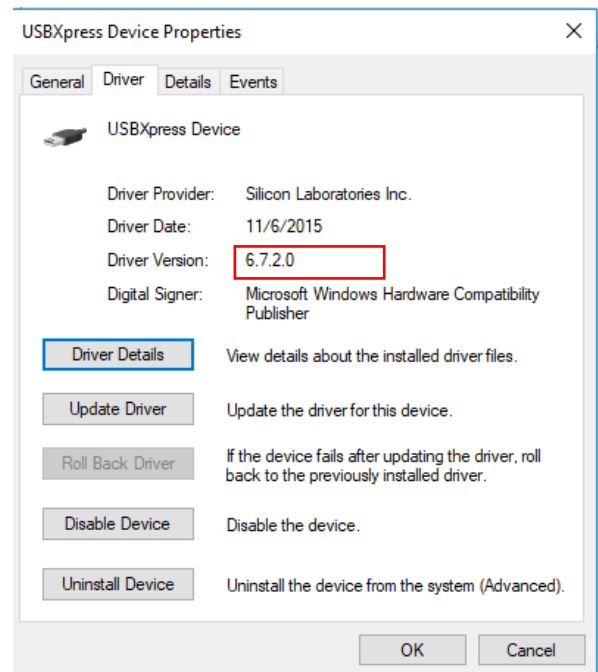 USBXpress Device Properties
General Driver Details Events
USBXpress Device
Driver Provider: Silicon Laboratories Inc.
Driver Date: 11/6/2015
Driver Version: 6.7.2.0
Digital Signer: Microsoft Windows Hardware Compatibility
Publisher
Driver Details View details about the installed driver files.
Update Driver Update the driver for this device.
Roll Back Driver If the device fails after updating the driver, roll
back to the previously installed driver.
Disable Device Disable the device.
Uninstall Device Uninstall the device from the system (Advanced).
OK Cancel